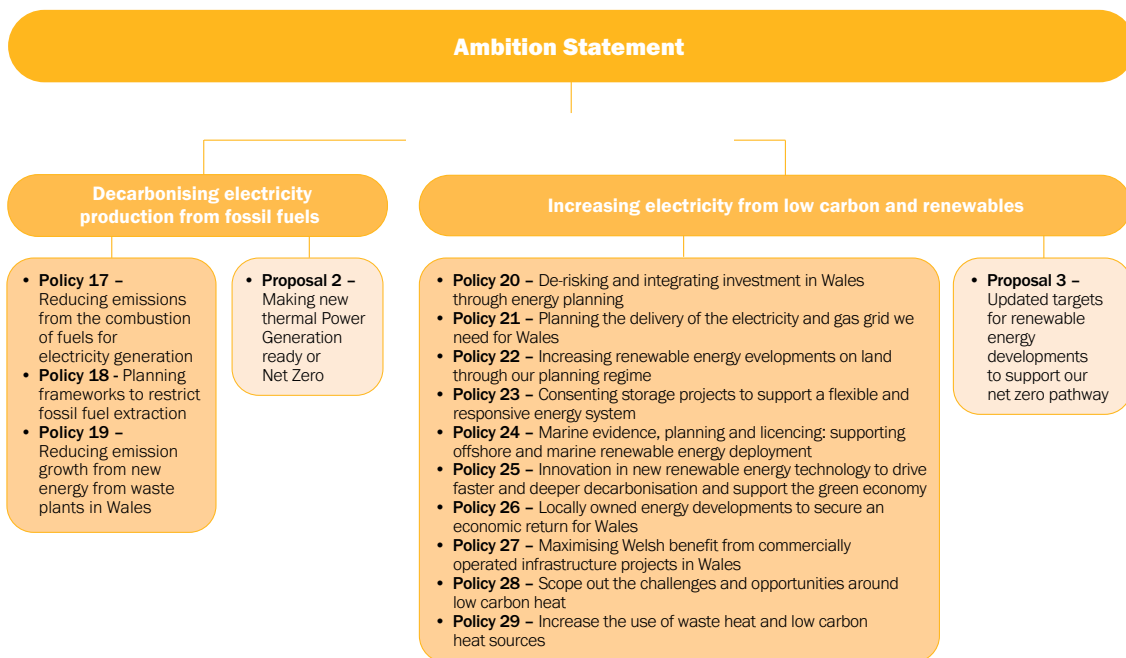 Ambition Statement
Decarbonising electricity
production from fossil fuels
• Policy 17 –
Reducing emissions
from the combustion
of fuels for
electricity generation
• Policy 18 - Planning
frameworks to restrict
fossil fuel extraction
• Policy 19 –
Reducing emission
growth from new
energy from waste
plants in Wales
• Proposal 2 –
Making new
thermal Power
Generation
ready or
Net Zero
Increasing electricity from low carbon and renewables
• Policy 20 – De-risking and integrating investment in Wales
through energy planning
• Policy 21 – Planning the delivery of the electricity and gas grid we
need for Wales
• Policy 22 – Increasing renewable energy evelopments on land
through our planning regime
• Policy 23 – Consenting storage projects to support a flexible and
responsive energy system
• Policy 24 – Marine evidence, planning and licencing: supporting
offshore and marine renewable energy deployment
• Policy 25 – Innovation in new renewable energy technology to drive
faster and deeper decarbonisation and support the green economy
• Policy 26 – Locally owned energy developments to secure an
economic return for Wales
• Policy 27 – Maximising Welsh benefit from commercially
operated infrastructure projects in Wales
• Policy 28 – Scope out the challenges and opportunities around
low carbon heat
• Policy 29 – Increase the use of waste heat and low carbon
heat sources
• Proposal 3 –
Updated targets
for renewable
energy
developments
to support our
net zero pathway